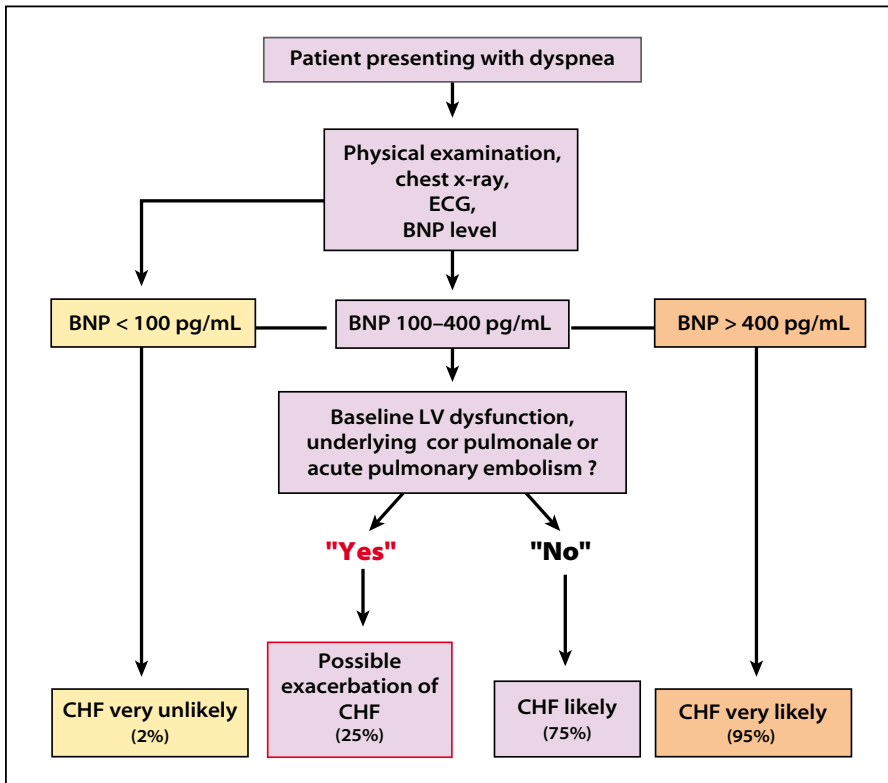 Patient presenting with dyspnea
Physical examination,
chest x-ray,
ECG,
BNP level
BNP < 100 pg/mL
BNP 100–400 pg/mL
BNP > 400 pg/mL
Baseline LV dysfunction,
underlying cor pulmonale or
acute pulmonary embolism ?
"Yes"
"No"
CHF very unlikely
(2%)
Possible
exacerbation of
CHF
(25%)
CHF likely
(75%)
CHF very likely
(95%)